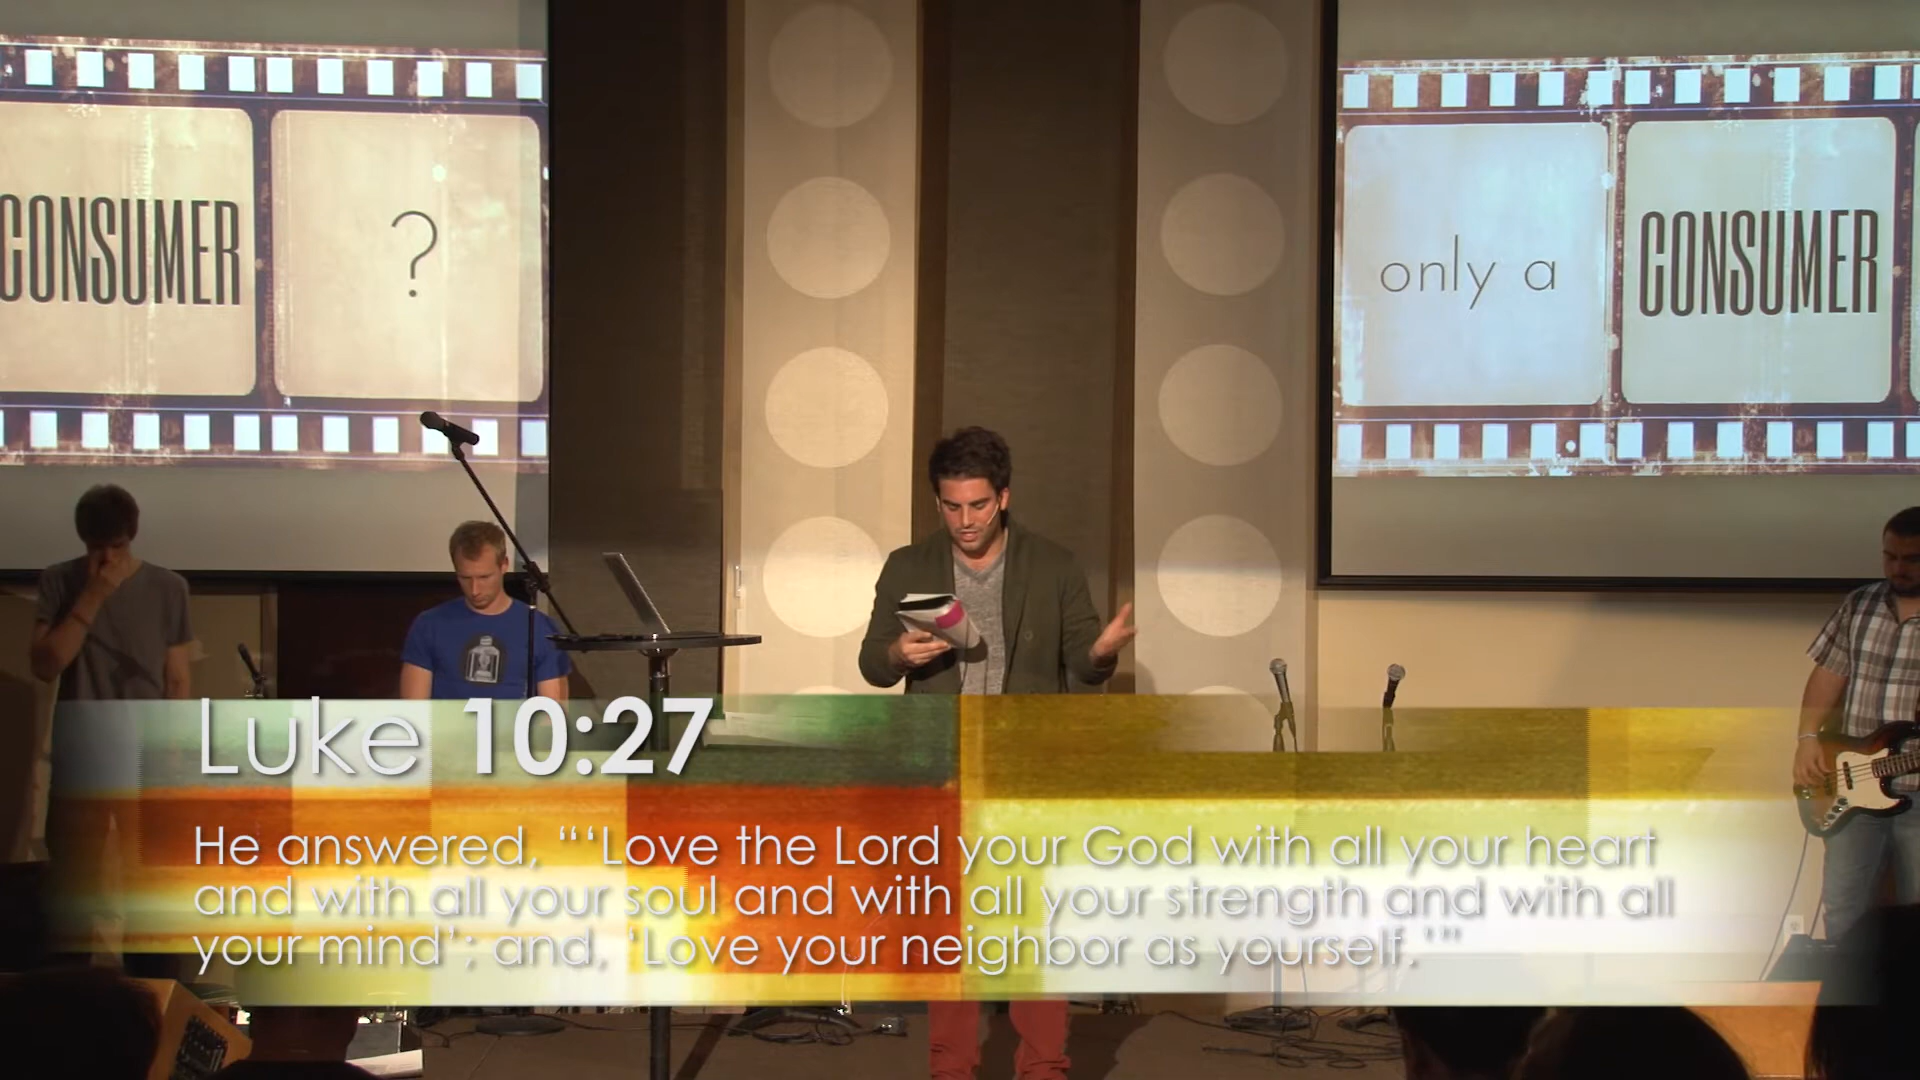 CONSUMER
?
only a
CONSUMER
Luke 10:27
He answered, “‘Love the Lord your God with all your heart
and with all your soul and with all your strength and with all
your mind’; and, ‘Love your neighbor as yourself.’”